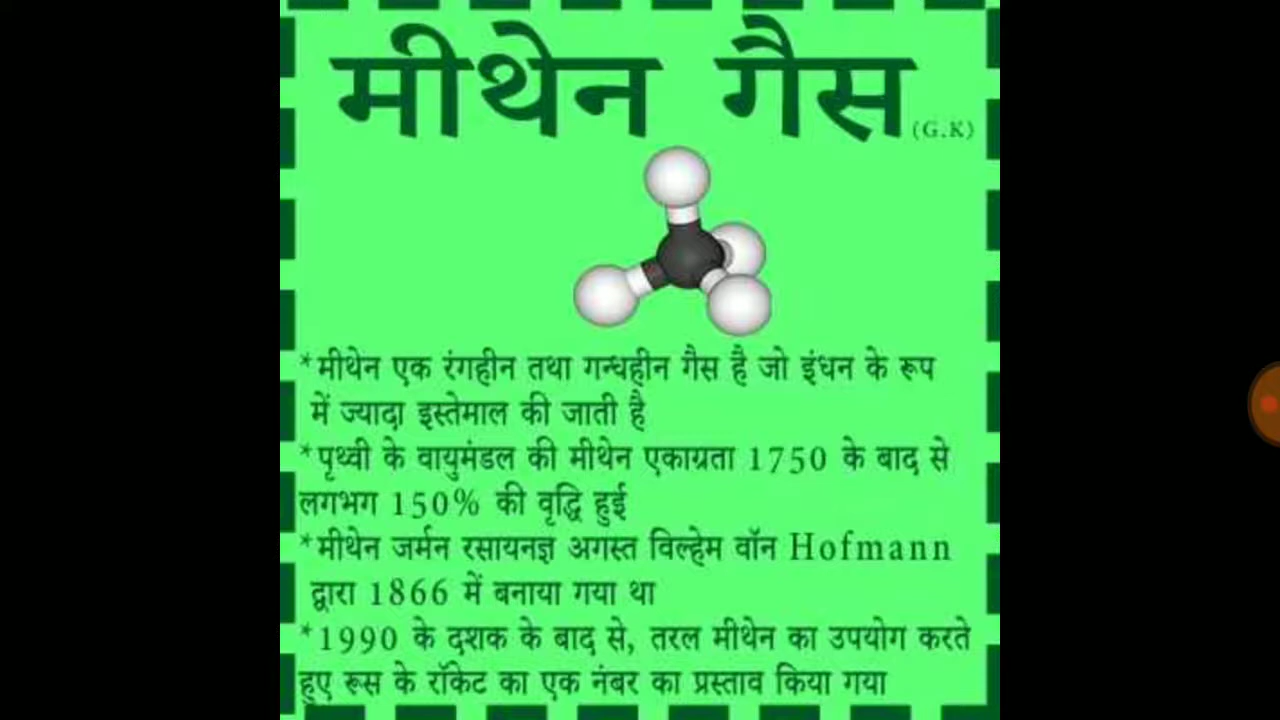 मीथेन गैस
(G.K)
*मीथेन एक रंगहीन तथा गन्धहीन गैस है जो इंधन के रूप
में ज्यादा इस्तेमाल की जाती है
*पृथ्वी के वायुमंडल की मीथेन एकाग्रता 1750 के बाद से
लगभग 150% की वृद्धि हुई
*मीथेन जर्मन रसायनज्ञ अगस्त विल्हेम वॉन Hofmann
द्वारा 1866 में बनाया गया था
*1990 के दशक के बाद से, तरल मीथेन का उपयोग करते
हुए रूस के रॉकेट का एक नंबर का प्रस्ताव किया गया